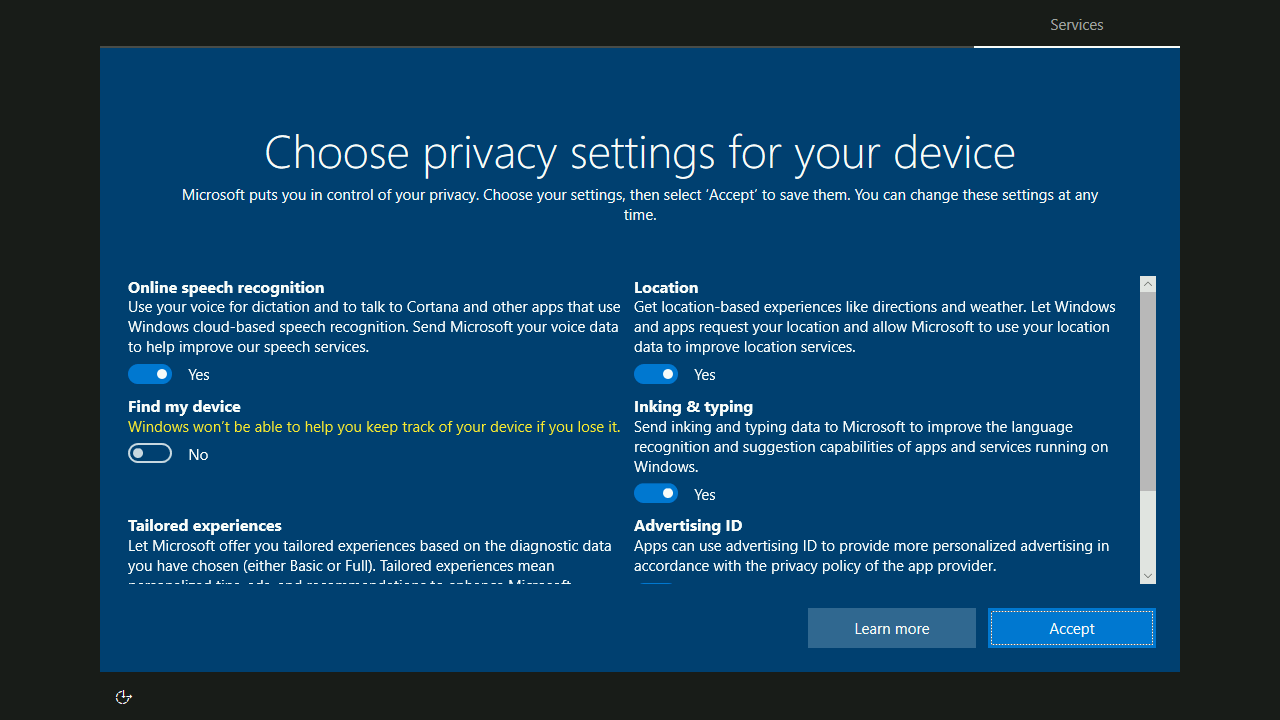 Services
Choose privacy settings for your device
Microsoft puts you in control of your privacy. Choose your settings, then select ‘Accept’ to save them. You can change these settings at any
time.
Online speech recognition
Use your voice for dictation and to talk to Cortana and other apps that use
Windows cloud-based speech recognition. Send Microsoft your voice data
to help improve our speech services.
Yes
Location
Get location-based experiences like directions and weather. Let Windows
and apps request your location and allow Microsoft to use your location
data to improve location services.
Yes
Find my device
Windows won’t be able to help you keep track of your device if you lose it.
No
Inking & typing
Send inking and typing data to Microsoft to improve the language
recognition and suggestion capabilities of apps and services running on
Windows.
Yes
Tailored experiences
Let Microsoft offer you tailored experiences based on the diagnostic data
you have chosen (either Basic or Full). Tailored experiences mean
personalized tips, ads, and recommendations to enhance Microsoft
Advertising ID
Apps can use advertising ID to provide more personalized advertising in
accordance with the privacy policy of the app provider.
Learn more
Accept